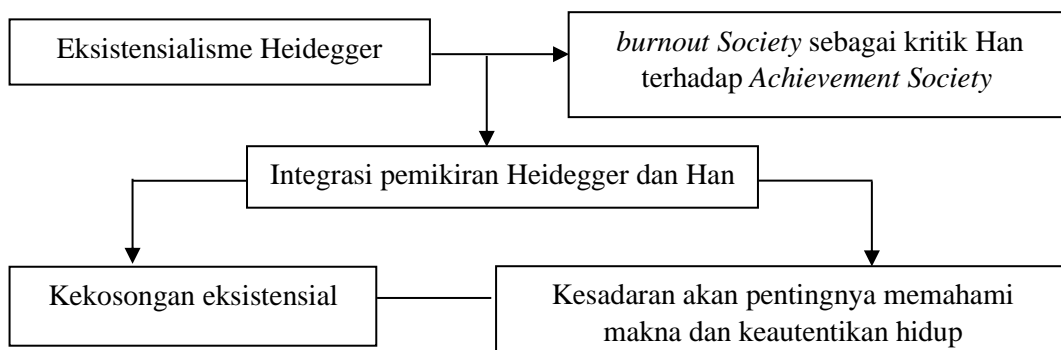 Eksistensialisme Heidegger
burnout Society sebagai kritik Han
terhadap Achievement Society
Integrasi pemikiran Heidegger dan Han
Kekosongan eksistensial
Kesadaran akan pentingnya memahami
makna dan keautentikan hidup